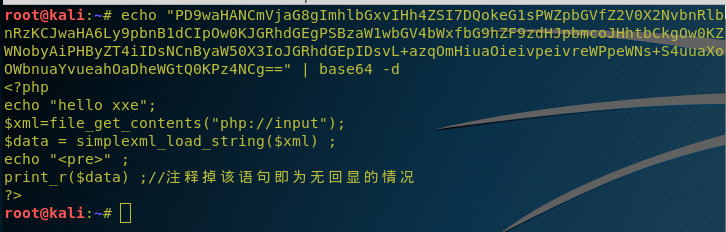 root@kali:~# echo "PD9waHANCmVjaG8gImhlbGxvIHh4ZSI7DQokeG1sPWZpbGVfZ2V0X2NvbnRlb
nRzKCJwaHA6Ly9pbnB1dCIpOw0KJGRhdGEgPSBzaW1wbGV4bWxfbG9hZF9zdHJpbmcoJHhtbCkgOw0KZ
WNobyAiPHByZT4iIDsNCnByaW50X3IoJGRhdGEpIDsvL+azqOmHiuaOieivpeivreWPpeWNs+S4uuaXo
OWbnuaYvueahOaDheWGtQ0KPz4NCg==" | base64 -d
<?php
echo "hello xxe";
$xml=file_get_contents("php://input");
$data = simplexml_load_string($xml) ;
echo "<pre>" ;
print_r($data) ;//注释掉该语句即为无回显的情况
?>
root@kali:~#